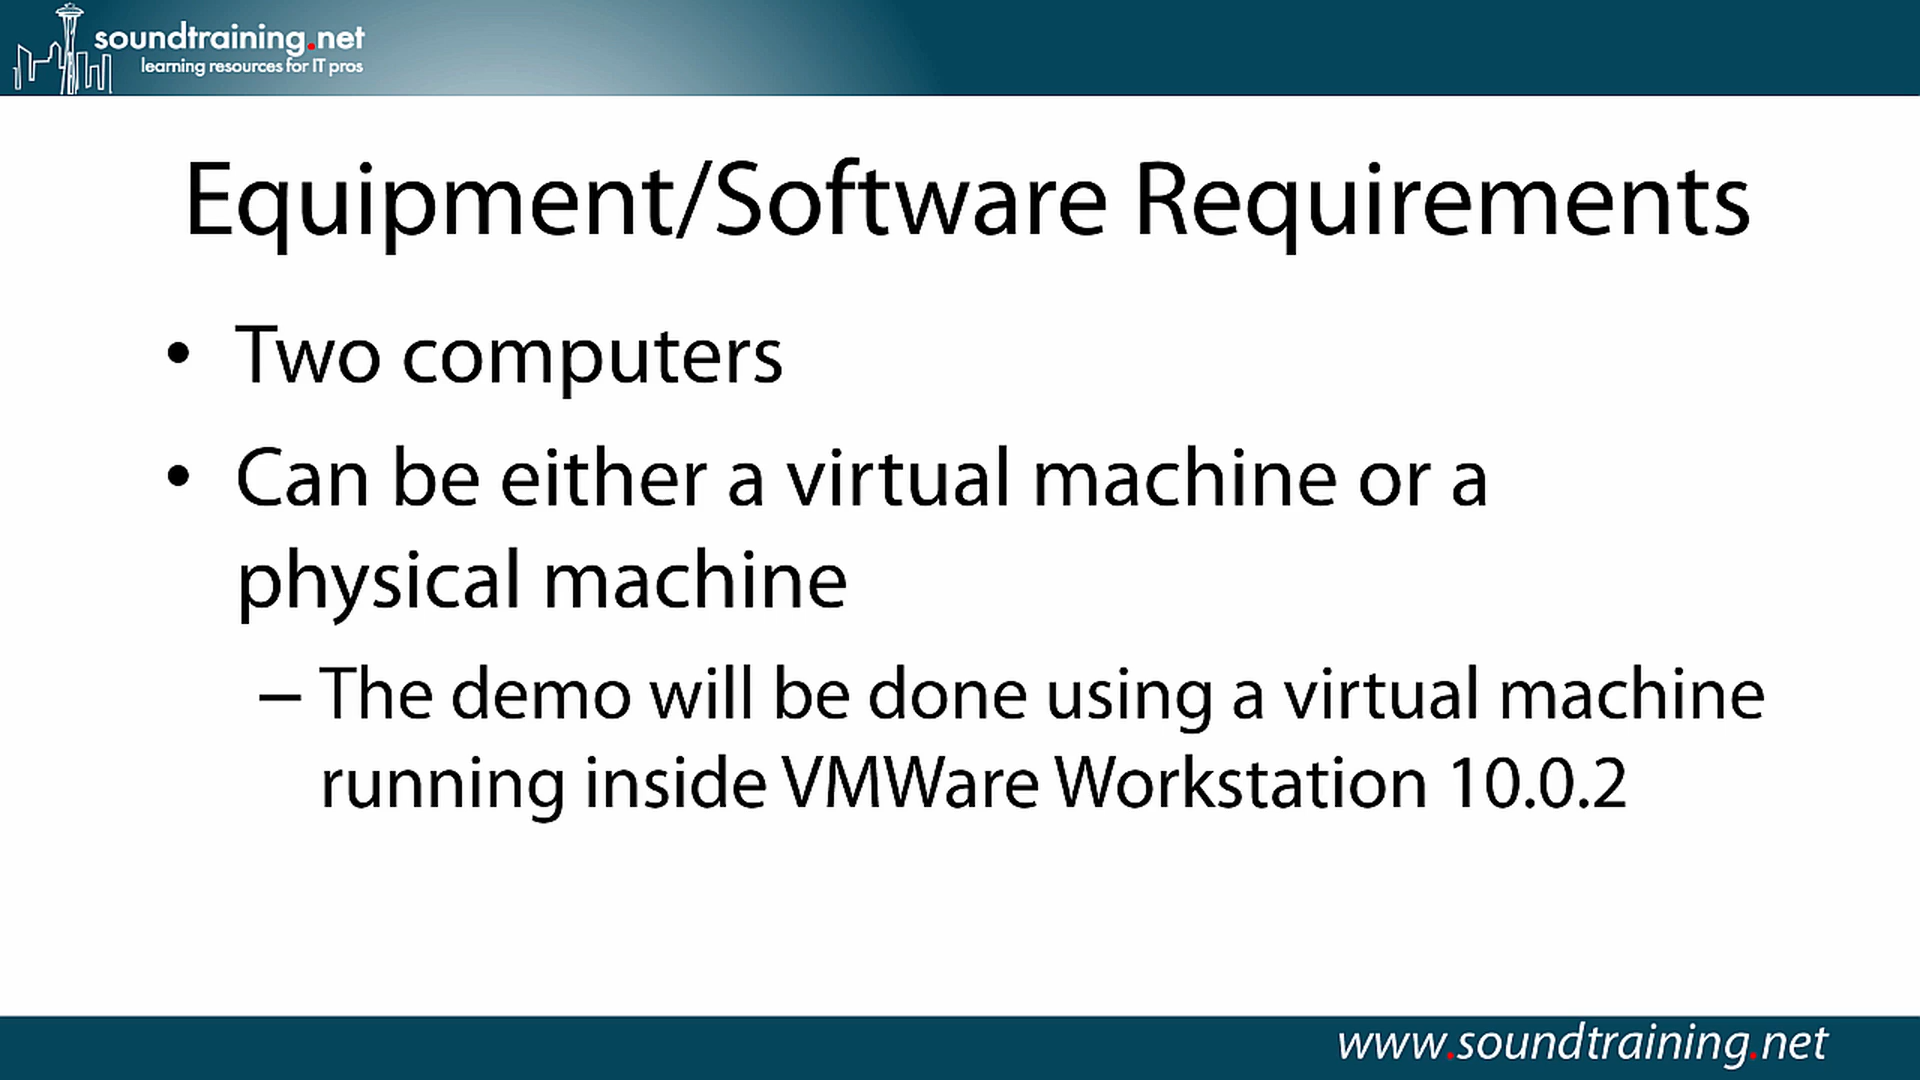 soundtraining.net
learning resources for IT pros
Equipment/Software Requirements
• Two computers
• Can be either a virtual machine or a
physical machine
– The demo will be done using a virtual machine
running inside VMWare Workstation 10.0.2
www.soundtraining.net